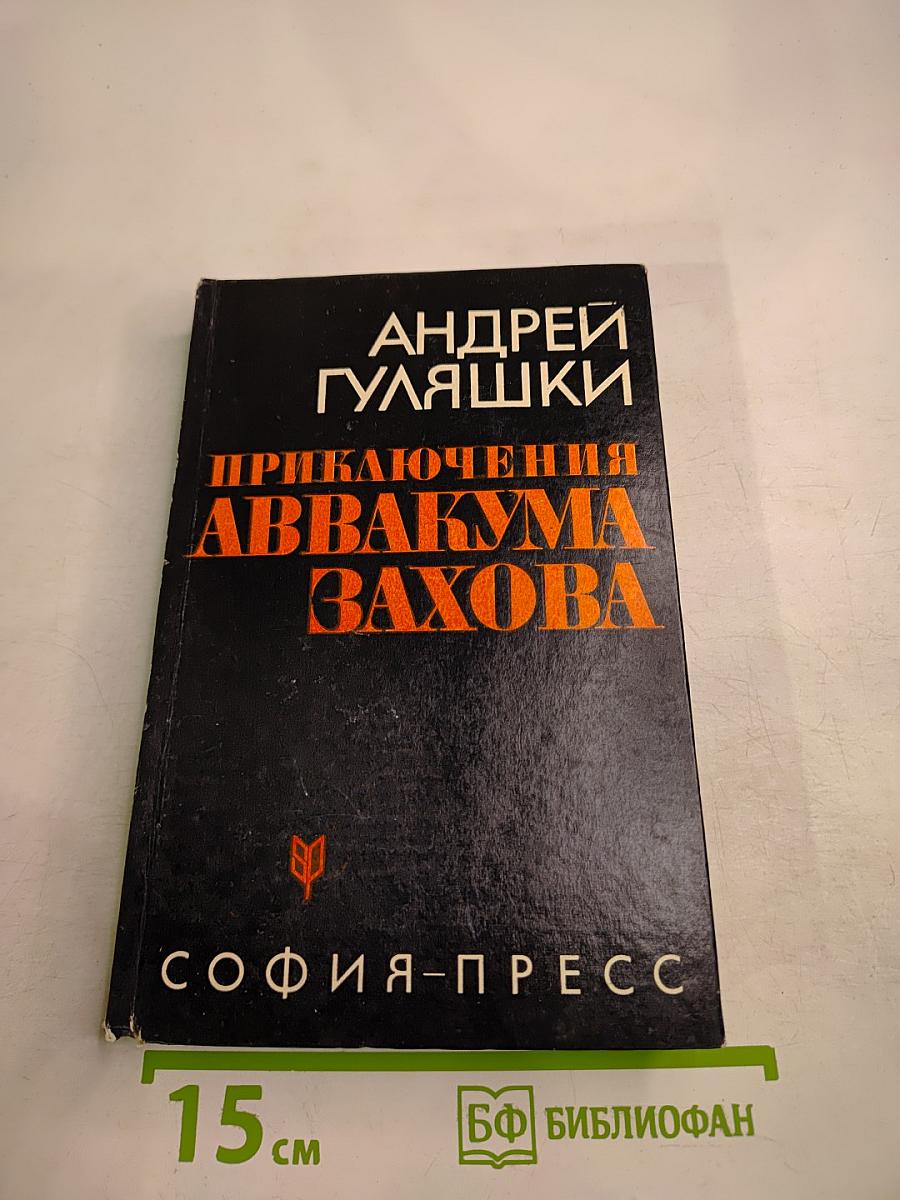 АНДРЕЙ
ГУЛЯШКИ
ПРИКЛЮЧЕНИЯ
АВВАКУМА
ЗАХОВА
СОФИЯ–ПРЕСС
15 см
БФ БИБЛИОФАН